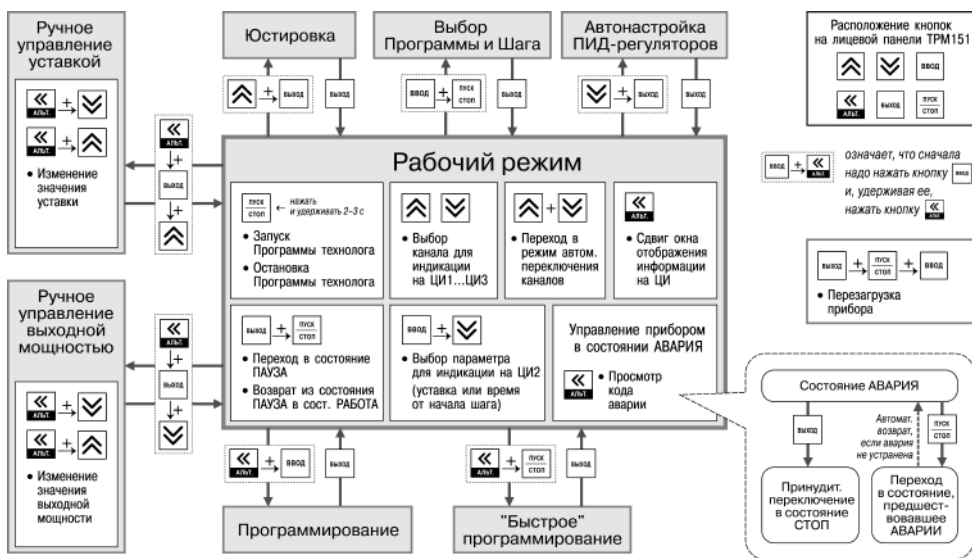 Ручное
управление
уставкой
АЛЬТ.
+
АЛЬТ.
+
• Изменение
значения
уставки
АЛЬТ.
+
ВЫХОД
+
Юстировка
+
ВЫХОД
ВЫХОД
Выбор
Программы и Шага
ВВОД
+
ПУСК
СТОП
ВЫХОД
Автонастройка
ПИД-регуляторов
+
ВЫХОД
ВЫХОД
Расположение кнопок
на лицевой панели ТРМ151
ВВОД
АЛЬТ.
ВЫХОД
ПУСК
СТОП
ВВОД
+
АЛЬТ.
означает, что сначала
надо нажать кнопку ВВОД
и, удерживая ее,
нажать кнопку АЛЬТ.
ВЫХОД
+
ПУСК
СТОП
+
ВВОД
• Перезагрузка
прибора
Рабочий режим
ПУСК
СТОП
нажать
и удерживать 2–3 с
• Запуск
Программы технолога
• Остановка
Программы технолога
• Выбор
канала для
индикации
на ЦИ1...ЦИ3
+
• Переход в
режим автом.
переключения
каналов
АЛЬТ.
• Сдвиг окна
отображения
информации
на ЦИ
ВЫХОД
+
ПУСК
СТОП
• Переход в состояние
ПАУЗА
• Возврат из состояния
ПАУЗА в сост. РАБОТА
ВВОД
+
• Выбор параметра
для индикации на ЦИ2
(уставка или время
от начала шага)
Управление прибором
в состоянии АВАРИЯ
АЛЬТ.
• Просмотр
кода
аварии
Ручное
управление
выходной
мощностью
АЛЬТ.
+
АЛЬТ.
+
• Изменение
значения
выходной
мощности
АЛЬТ.
+
ВЫХОД
+
АЛЬТ.
+
ВВОД
ВЫХОД
Программирование
АЛЬТ.
+
ПУСК
СТОП
ВЫХОД
"Быстрое"
программирование
Состояние АВАРИЯ
ВЫХОД
Автомат.
возврат,
если авария
не устранена
ПУСК
СТОП
Принудит.
переключение
в состояние
СТОП
Переход
в состояние,
предшест-
вовавшее
АВАРИИ